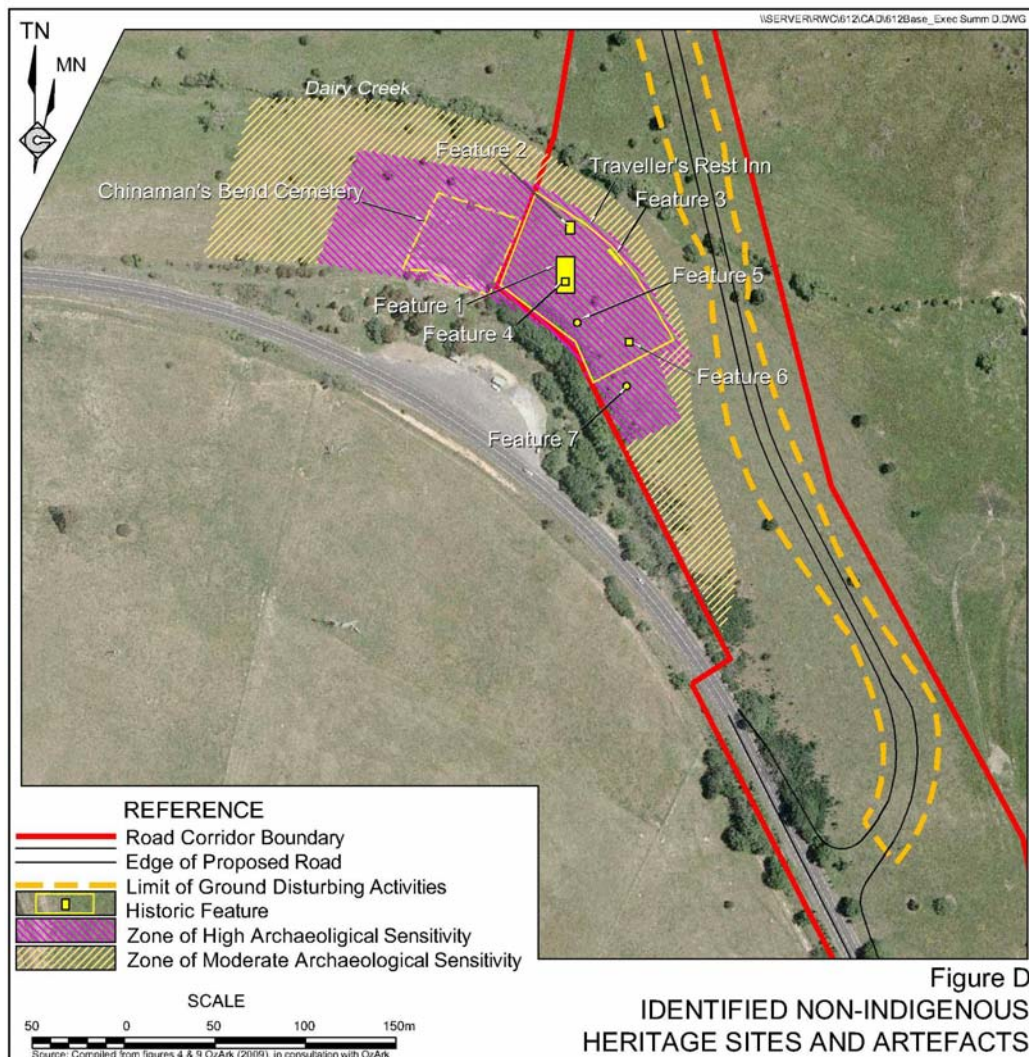 \\SERVER\RWC\612\CAD\612Base_Exec Summ D.DWG
TN
MN
Dairy Creek
Feature 2
Traveller's Rest Inn
Chinaman's Bend Cemetery
Feature 3
Feature 5
Feature 1
Feature 4
Feature 6
Feature 7
REFERENCE
Road Corridor Boundary
Edge of Proposed Road
Limit of Ground Disturbing Activities
Historic Feature
Zone of High Archaeoligical Sensitivity
Zone of Moderate Archaeological Sensitivity
SCALE
50 0 50 100 150m
Source: Compiled from figures 4 & 9 OzArk (2009), in consultation with OzArk
Figure D
IDENTIFIED NON-INDIGENOUS
HERITAGE SITES AND ARTEFACTS